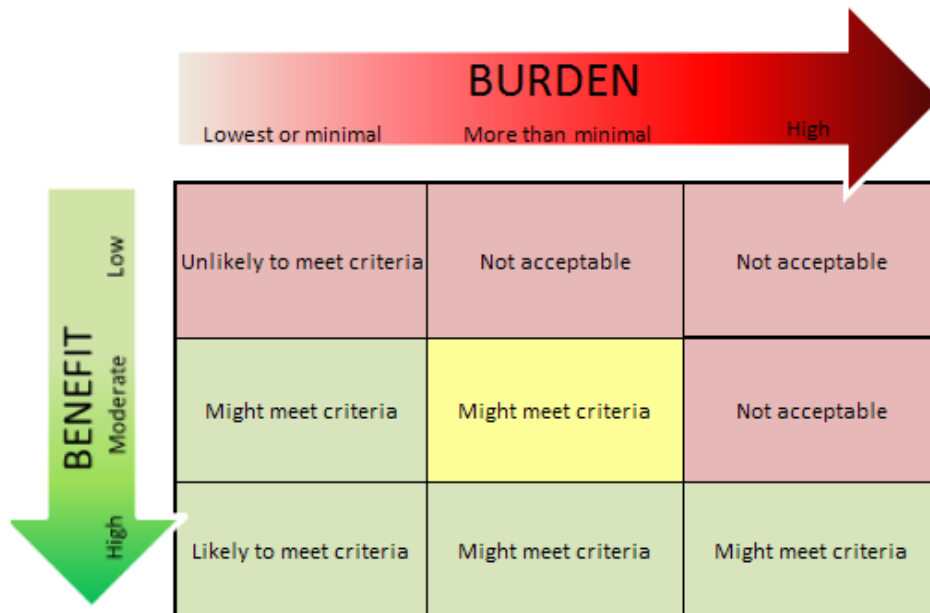 BURDEN
Lowest or minimal
More than minimal
High
BENEFIT
Low
Moderate
High
Unlikely to meet criteria
Not acceptable
Not acceptable
Might meet criteria
Might meet criteria
Not acceptable
Likely to meet criteria
Might meet criteria
Might meet criteria